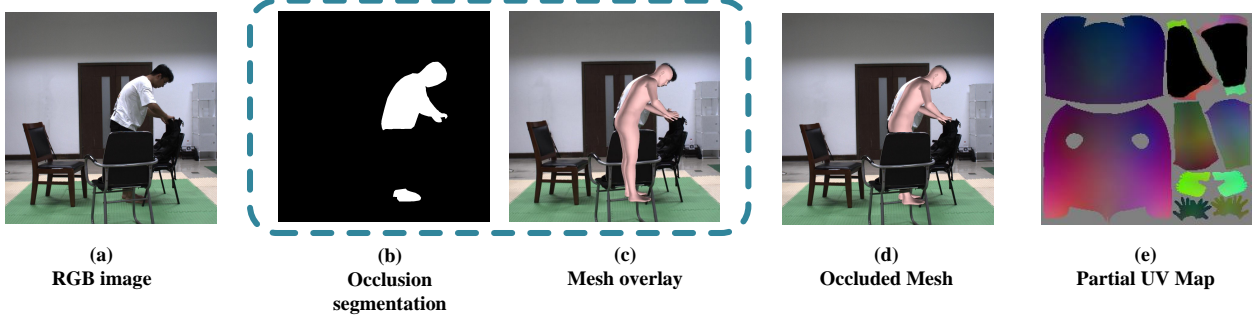 (a)
RGB image
(b)
Occlusion
segmentation
(c)
Mesh overlay
(d)
Occluded Mesh
(e)
Partial UV Map